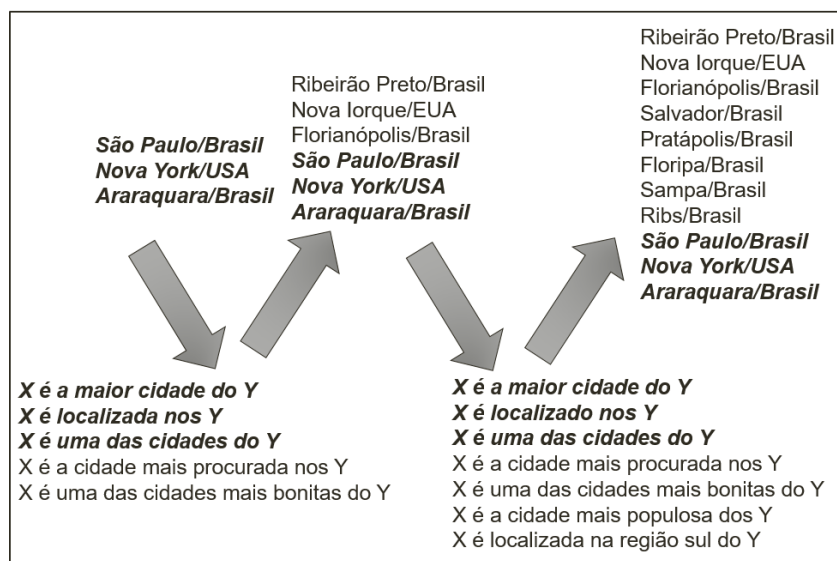 São Paulo/Brasil
Nova York/USA
Araraquara/Brasil
X é a maior cidade do Y
X é localizada nos Y
X é uma das cidades do Y
X é a cidade mais procurada nos Y
X é uma das cidades mais bonitas do Y
Ribeirão Preto/Brasil
Nova Iorque/EUA
Florianópolis/Brasil
São Paulo/Brasil
Nova York/USA
Araraquara/Brasil
X é a maior cidade do Y
X é localizado nos Y
X é uma das cidades do Y
X é a cidade mais procurada nos Y
X é uma das cidades mais bonitas do Y
X é a cidade mais populosa dos Y
X é localizada na região sul do Y
Ribeirão Preto/Brasil
Nova Iorque/EUA
Florianópolis/Brasil
Salvador/Brasil
Pratápolis/Brasil
Floripa/Brasil
Sampa/Brasil
Ribs/Brasil
São Paulo/Brasil
Nova York/USA
Araraquara/Brasil